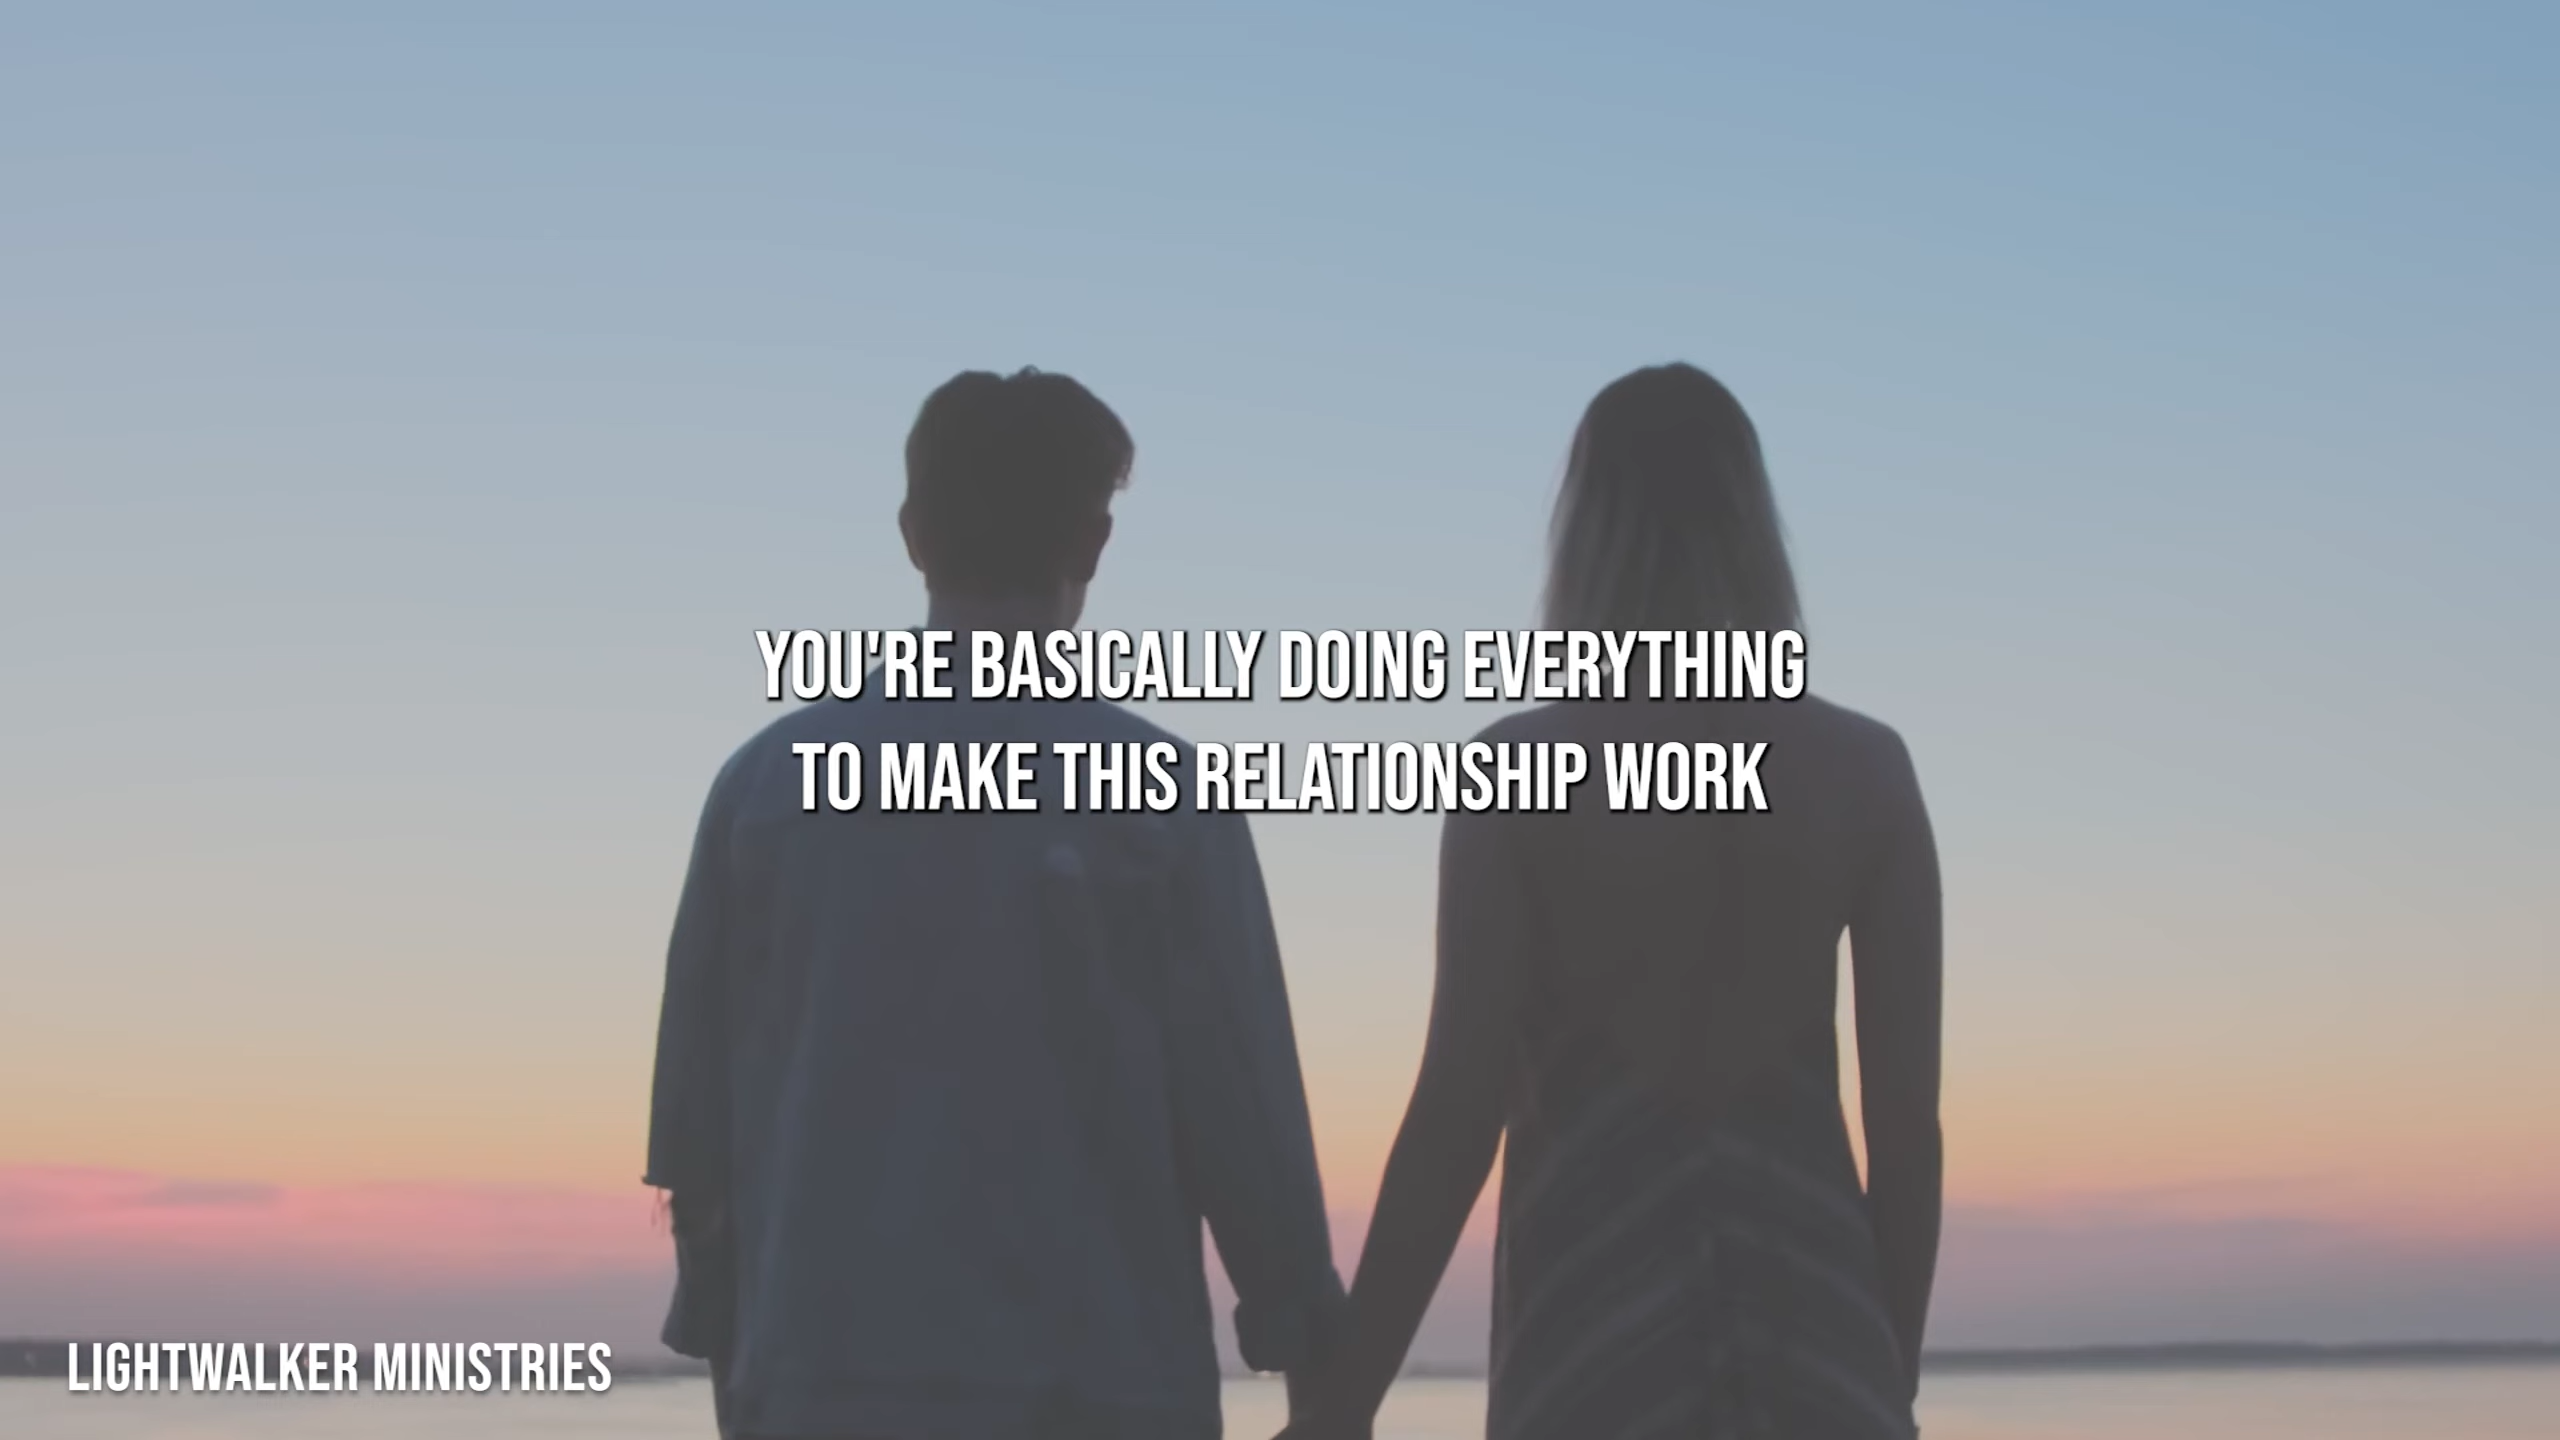 YOU'RE BASICALLY DOING EVERYTHING
TO MAKE THIS RELATIONSHIP WORK
LIGHTWALKER MINISTRIES